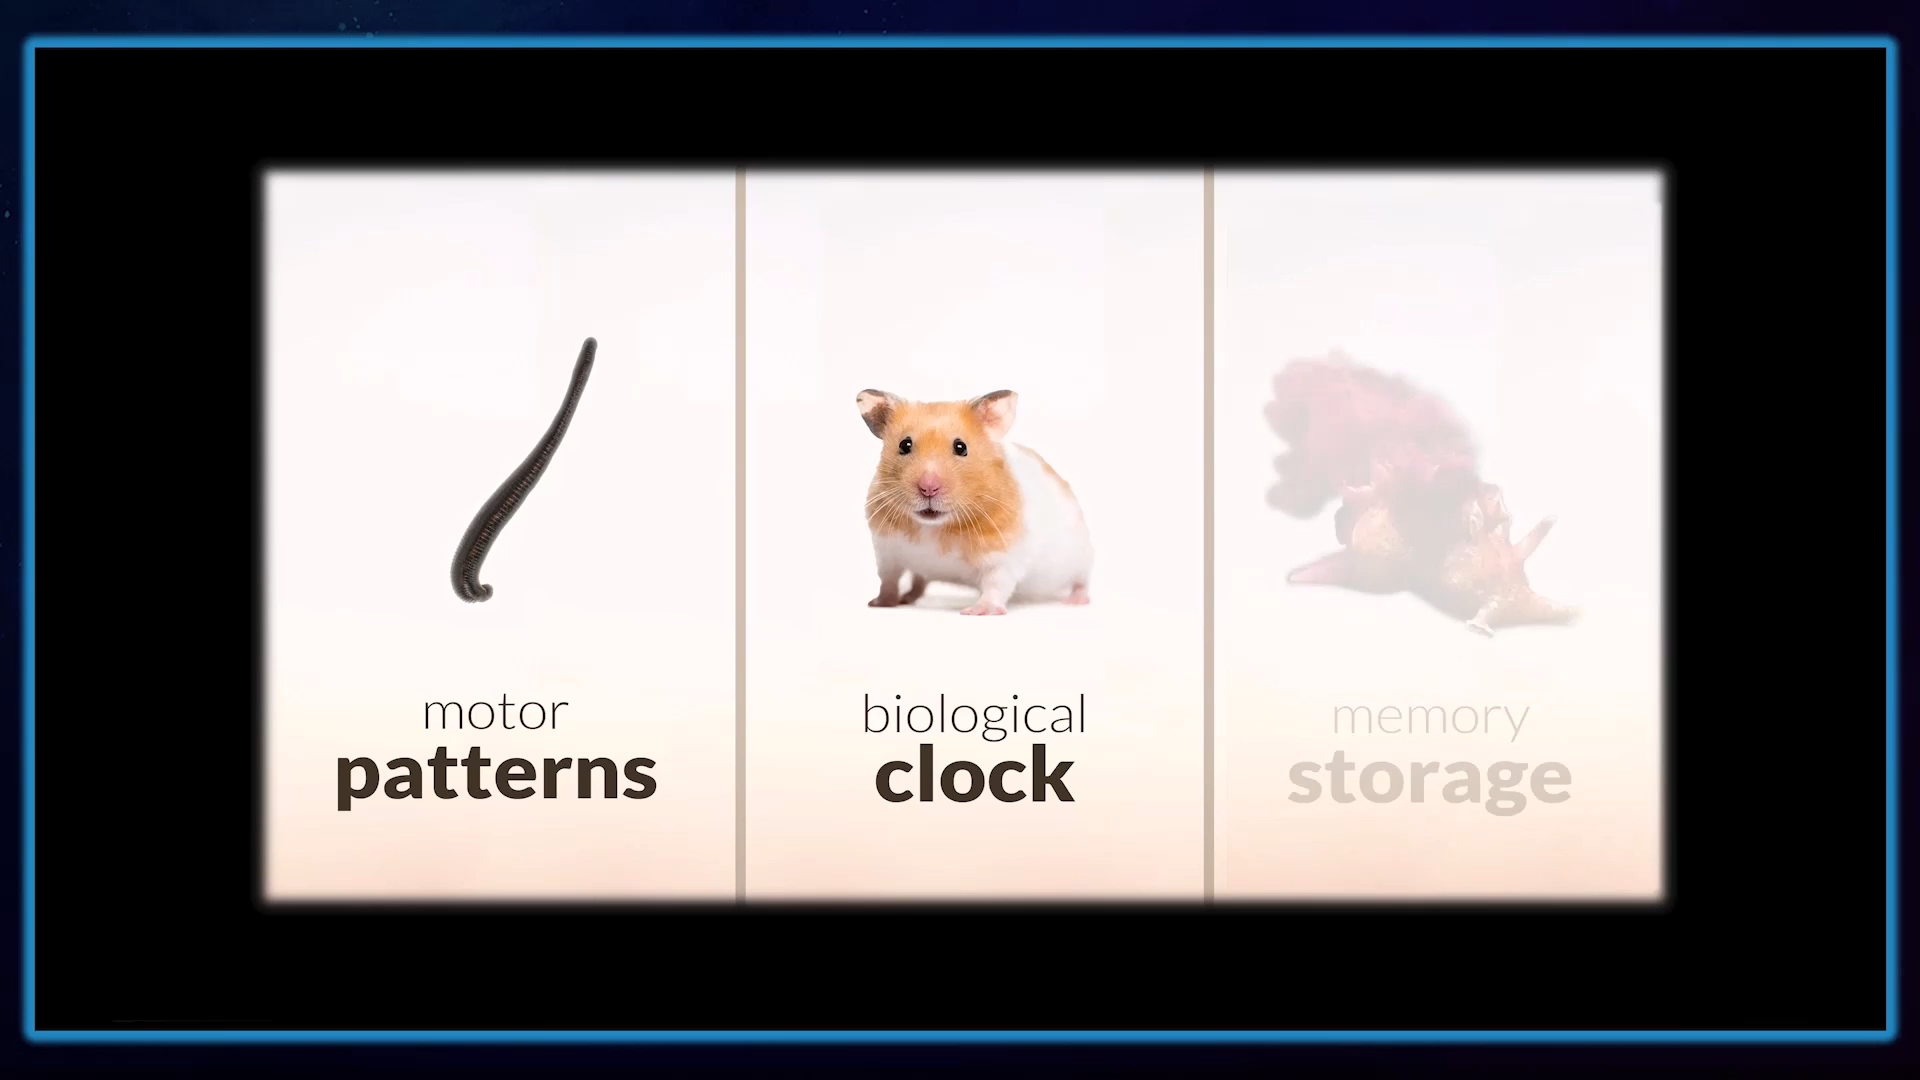 motor
patterns
biological
clock
memory
storage